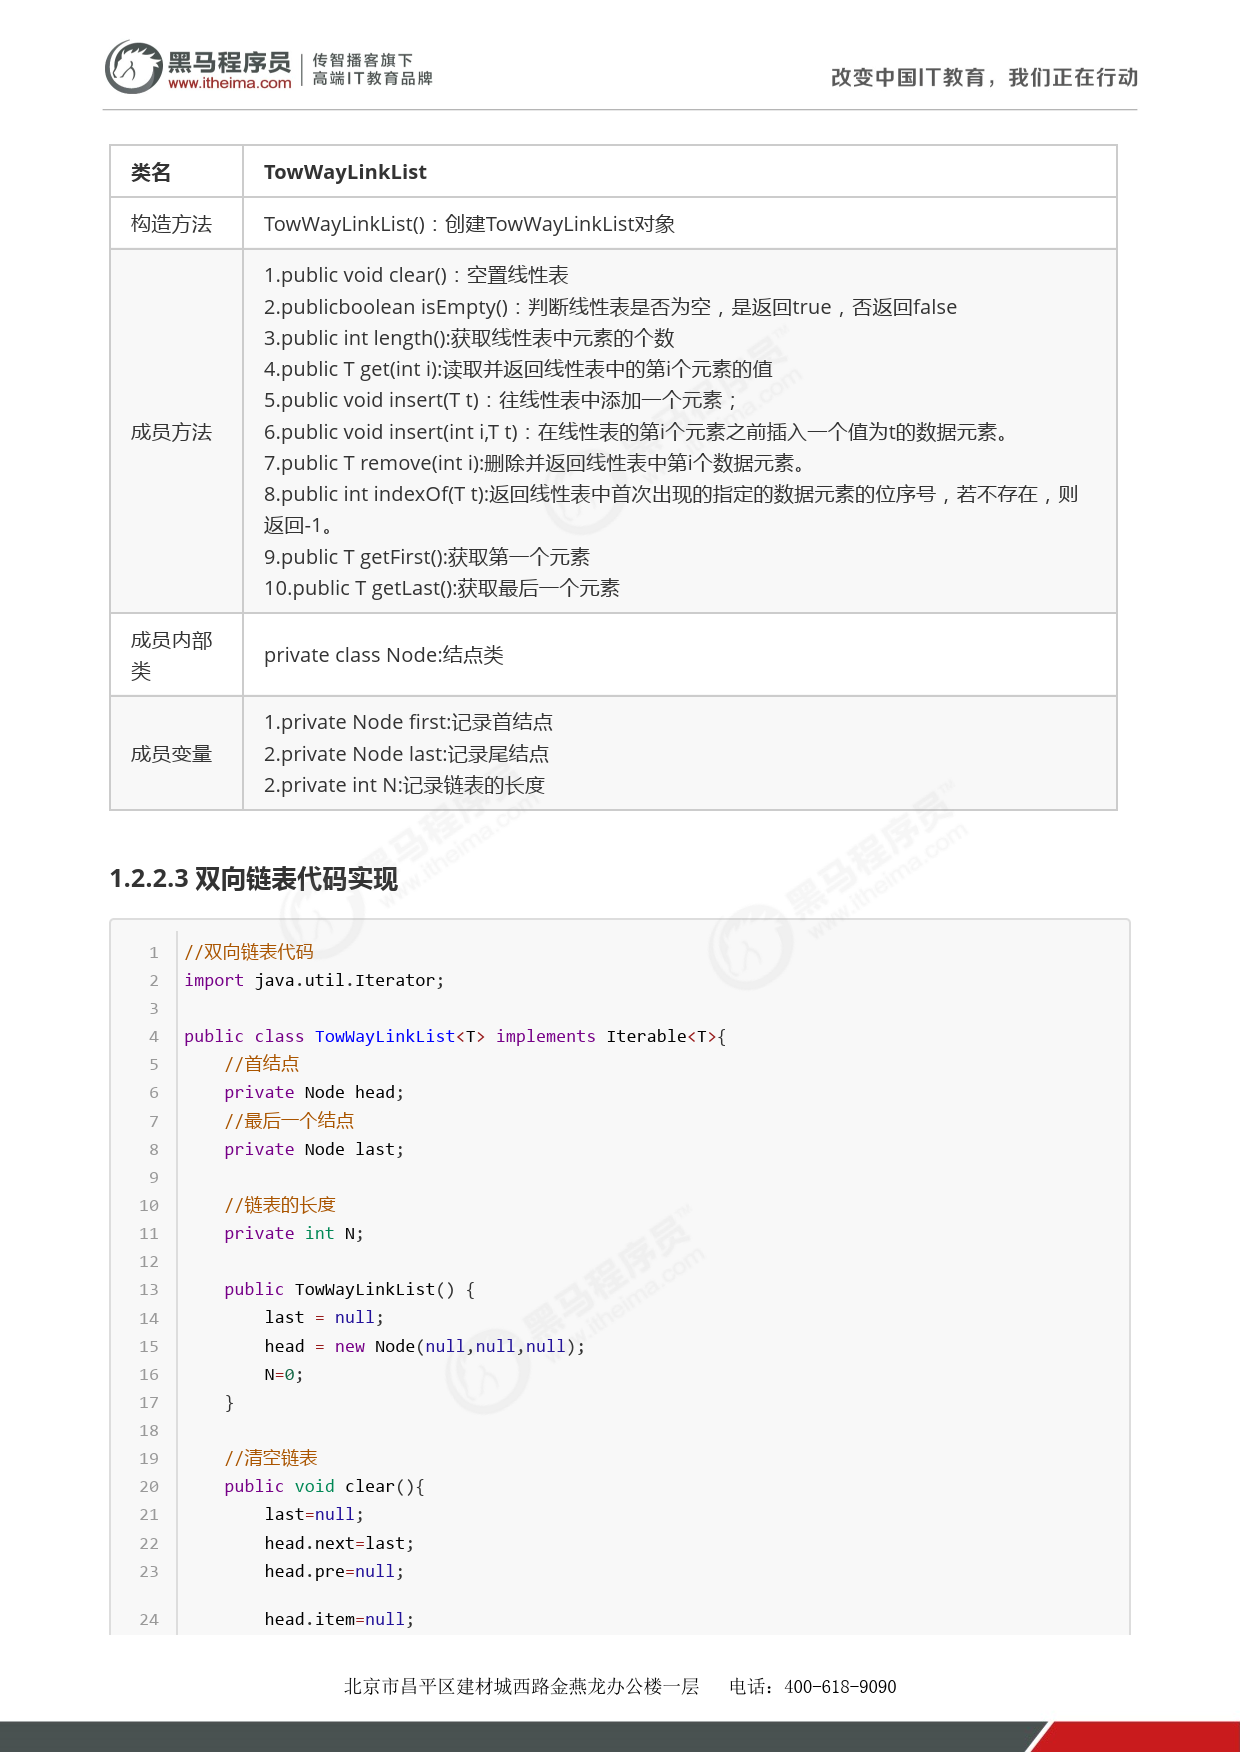 黑马程序员 传智播客旗下
www.itheima.com 高端IT教育品牌
改变中国IT教育，我们正在行动
类名 TowWayLinkList
构造方法 TowWayLinkList()：创建TowWayLinkList对象
成员方法
1.public void clear()：空置线性表
2.publicboolean isEmpty()：判断线性表是否为空，是返回true，否返回false
3.public int length():获取线性表中元素的个数
4.public T get(int i):读取并返回线性表中的第i个元素的值
5.public void insert(T t)：往线性表中添加一个元素；
6.public void insert(int i,T t)：在线性表的第i个元素之前插入一个值为t的数据元素。
7.public T remove(int i):删除并返回线性表中第i个数据元素。
8.public int indexOf(T t):返回线性表中首次出现的指定的数据元素的位序号，若不存在，则
返回-1。
9.public T getFirst():获取第一个元素
10.public T getLast():获取最后一个元素
成员内部
类
private class Node:结点类
成员变量
1.private Node first:记录首结点
2.private Node last:记录尾结点
2.private int N:记录链表的长度
1.2.2.3 双向链表代码实现
1 //双向链表代码
2 import java.util.Iterator;
3
4 public class TowWayLinkList<T> implements Iterable<T>{
5     //首结点
6     private Node head;
7     //最后一个结点
8     private Node last;
9
10     //链表的长度
11     private int N;
12
13     public TowWayLinkList() {
14         last = null;
15         head = new Node(null,null,null);
16         N=0;
17     }
18
19     //清空链表
20     public void clear(){
21         last=null;
22         head.next=last;
23         head.pre=null;
24         head.item=null;
北京市昌平区建材城西路金燕龙办公楼一层 电话：400-618-9090